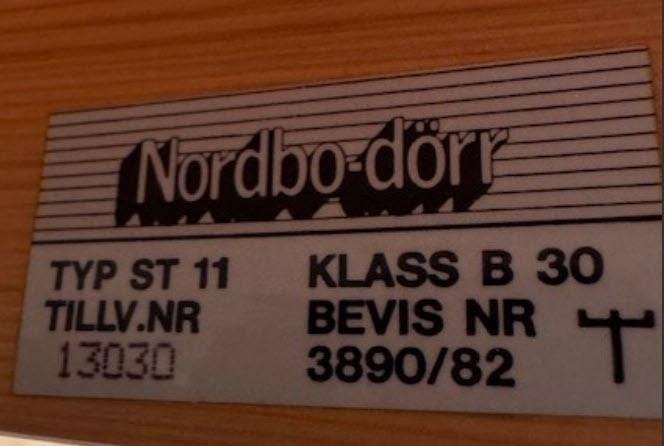 Nordbo-dörr
TYP ST 11 KLASS B 30
TILLV.NR BEVIS NR
13030 3890/82